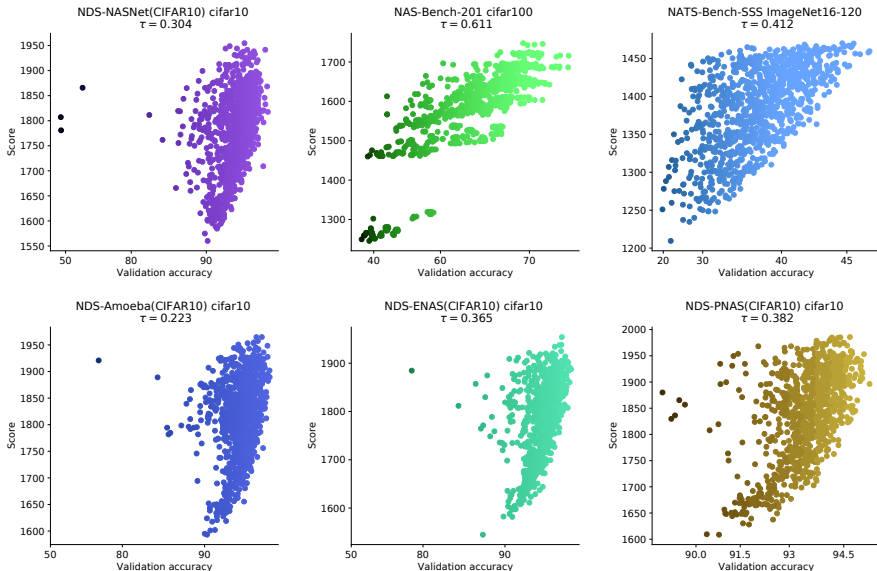 NDS-NASNet(CIFAR10) cifar10
τ = 0.304
1950
1900
1850
1800
1750
1700
1650
1600
1550
Score
50
80
90
Validation accuracy
NAS-Bench-201 cifar100
τ = 0.611
1700
1600
1500
1400
1300
Score
40
60
70
Validation accuracy
NATS-Bench-SSS ImageNet16-120
τ = 0.412
1450
1400
1350
1300
1250
1200
Score
20
30
40
45
Validation accuracy
NDS-Amoeba(CIFAR10) cifar10
τ = 0.223
1950
1900
1850
1800
1750
1700
1650
1600
Score
50
80
90
Validation accuracy
NDS-ENAS(CIFAR10) cifar10
τ = 0.365
1900
1800
1700
1600
Score
50
80
90
Validation accuracy
NDS-PNAS(CIFAR10) cifar10
τ = 0.382
2000
1950
1900
1850
1800
1750
1700
1650
1600
Score
90.0
91.5
93
94.5
Validation accuracy